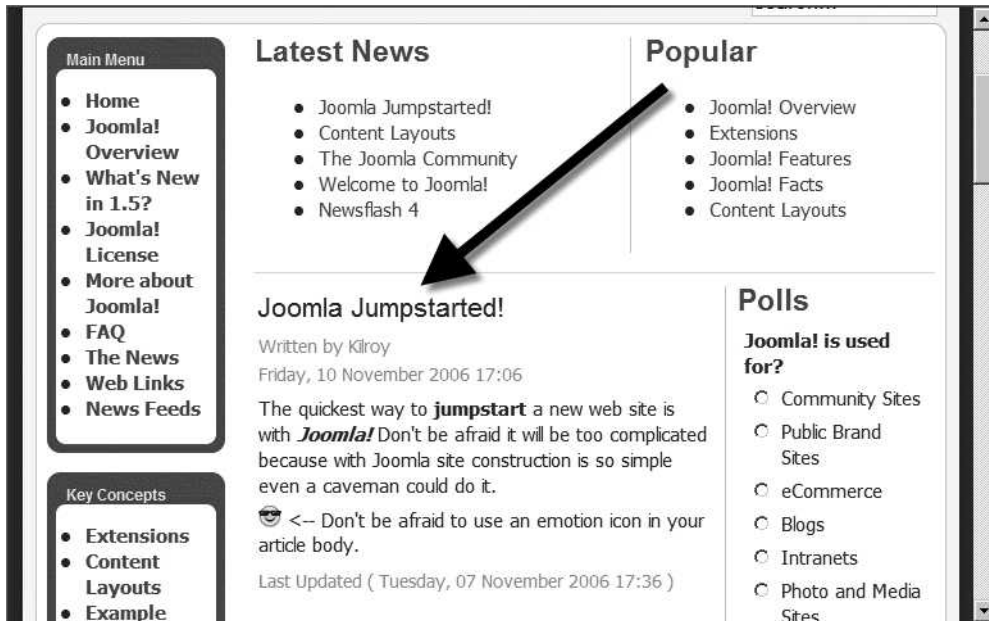 Main Menu
Home
Joomla!
Overview
What's New
in 1.5?
Joomla!
License
More about
Joomla!
FAQ
The News
Web Links
News Feeds
Key Concepts
Extensions
Content
Layouts
Example
Latest News
Joomla Jumpstarted!
Content Layouts
The Joomla Community
Welcome to Joomla!
Newsflash 4
Popular
Joomla! Overview
Extensions
Joomla! Features
Joomla! Facts
Content Layouts
Joomla Jumpstarted!
Written by Kilroy
Friday, 10 November 2006 17:06
The quickest way to jumpstart a new web site is
with Joomla! Don't be afraid it will be too complicated
because with Joomla site construction is so simple
even a caveman could do it.
<-- Don't be afraid to use an emotion icon in your
article body.
Last Updated ( Tuesday, 07 November 2006 17:36 )
Polls
Joomla! is used
for?
Community Sites
Public Brand
Sites
eCommerce
Blogs
Intranets
Photo and Media
Sites